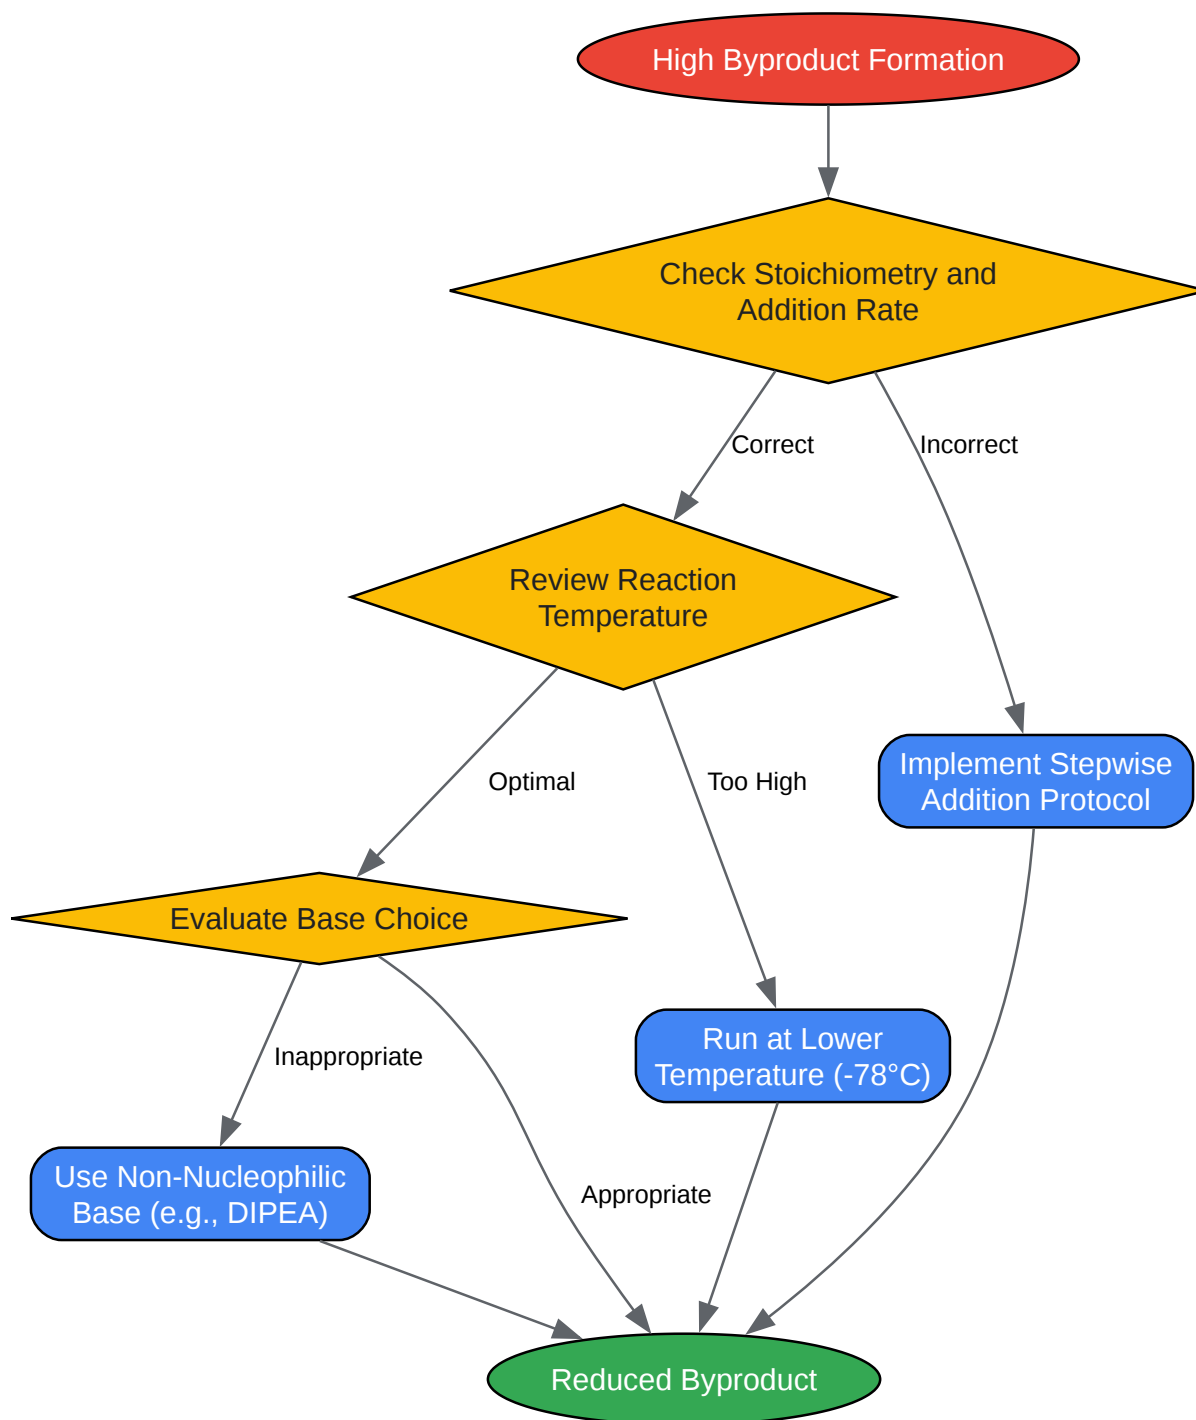 High Byproduct Formation
Check Stoichiometry and
Addition Rate
Correct
Incorrect
Review Reaction
Temperature
Implement Stepwise
Addition Protocol
Optimal
Too High
Evaluate Base Choice
Run at Lower
Temperature (-78°C)
Inappropriate
Use Non-Nucleophilic
Base (e.g., DIPEA)
Appropriate
Reduced Byproduct